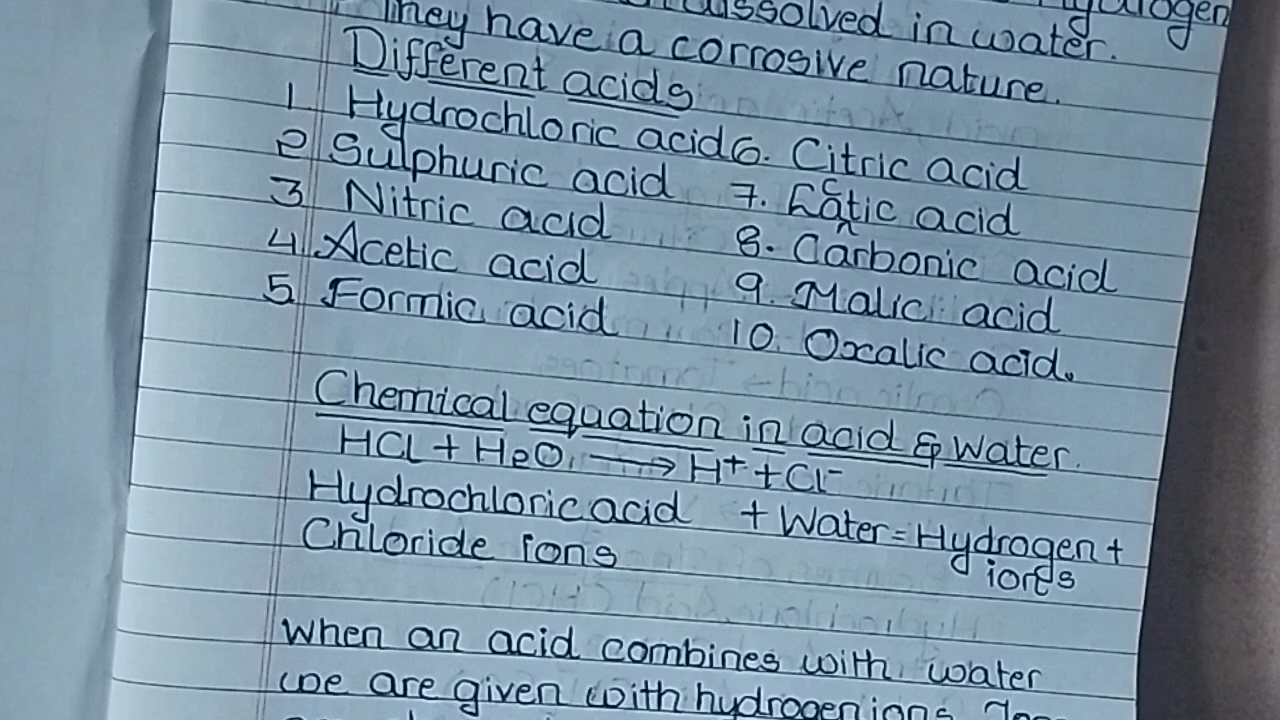 dissolved in water.
They have a corrosive nature.
Different acids
1. Hydrochloric acid 6. Citric acid
2 Sulphuric acid 7. Lactic acid
3 Nitric acid 8. Carbonic acid
4 Acetic acid 9. Malic acid
5 Formic acid 10. Oxalic acid.
Chemical equation in acid & Water.
HCl + H2O → H+ + Cl-
Hydrochloric acid + Water = Hydrogen +
ions
Chloride ions
When an acid combines with water
we are given with hydrogen ions